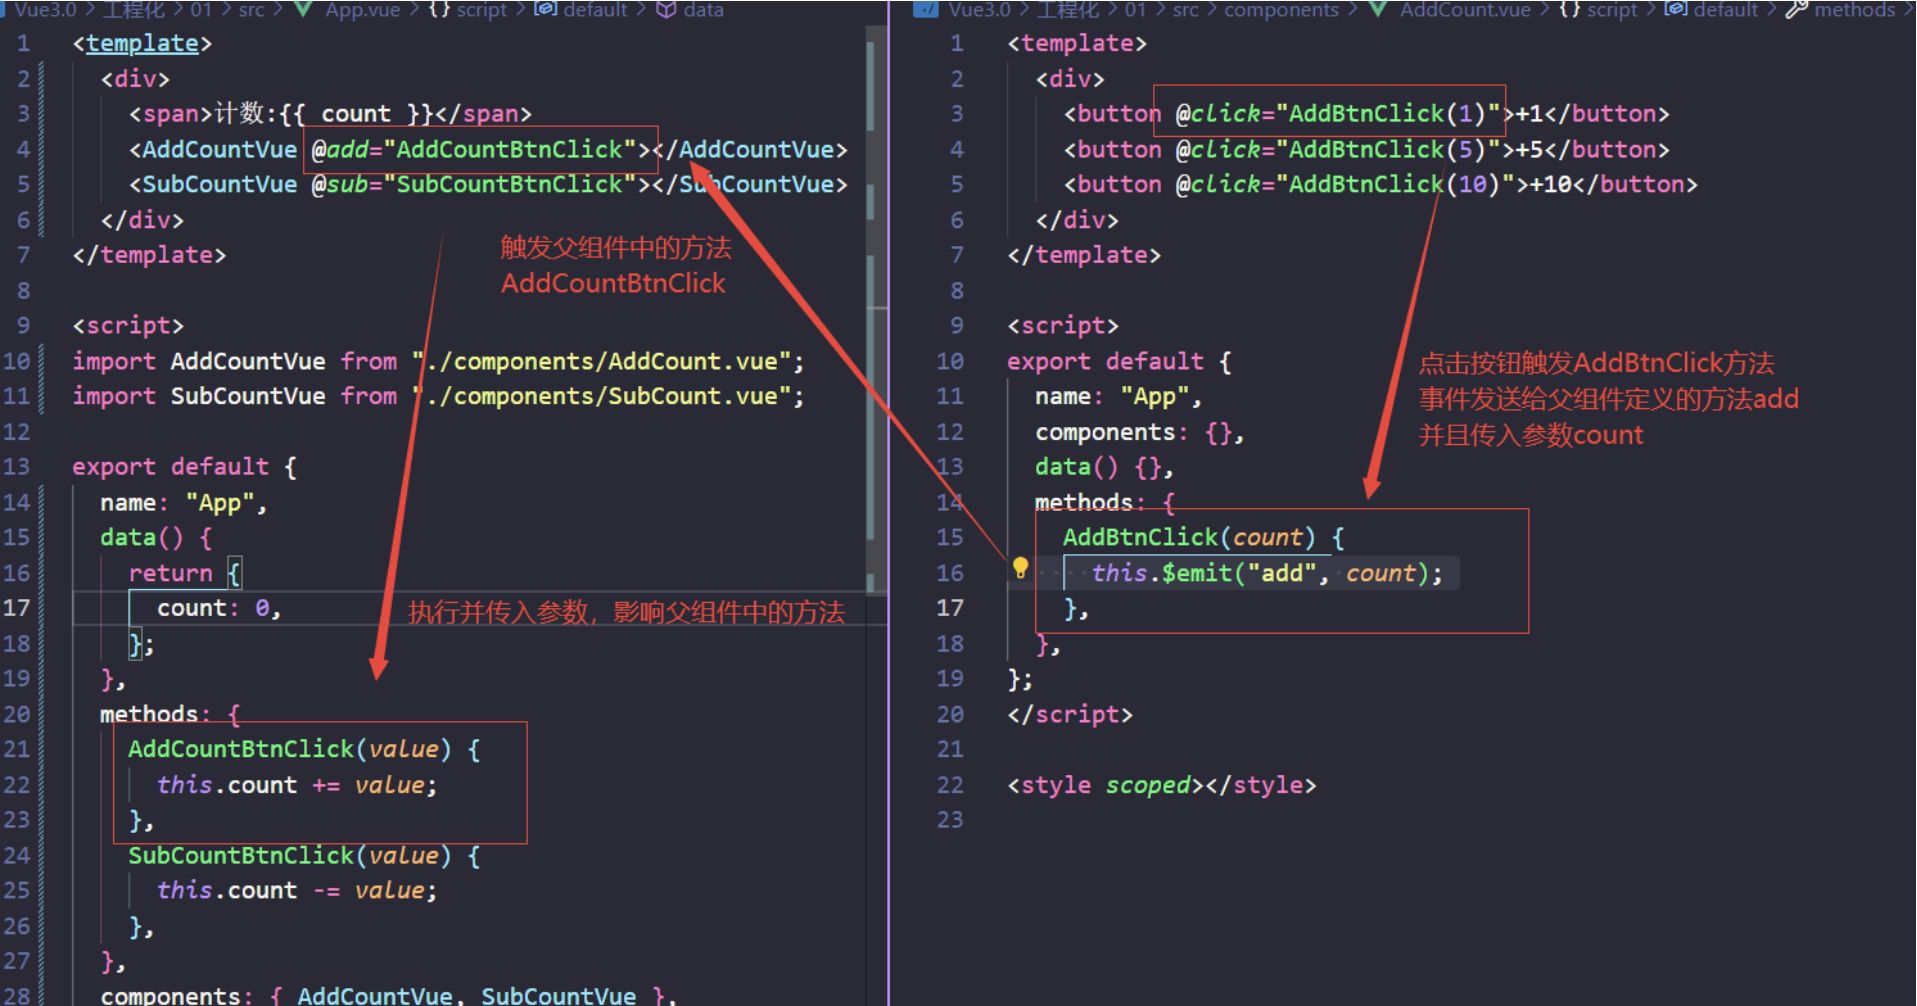 Vue3.0 > 工程化 > 01 > src > App.vue > {} script > default > data
1 <template>
2 <div>
3 <span>计数:{{ count }}</span>
4 <AddCountVue @add="AddCountBtnClick"></AddCountVue>
5 <SubCountVue @sub="SubCountBtnClick"></SubCountVue>
6 </div>
7 </template>
8
9 <script>
10 import AddCountVue from "./components/AddCount.vue";
11 import SubCountVue from "./components/SubCount.vue";
12
13 export default {
14 name: "App",
15 data() {
16 return {
17 count: 0,
18 };
19 },
20 methods: {
21 AddCountBtnClick(value) {
22 this.count += value;
23 },
24 SubCountBtnClick(value) {
25 this.count -= value;
26 },
27 },
28 components: { AddCountVue, SubCountVue },
触发父组件中的方法
AddCountBtnClick
执行并传入参数，影响父组件中的方法
Vue3.0 > 工程化 > 01 > src > components > AddCount.vue > {} script > default > methods
1 <template>
2 <div>
3 <button @click="AddBtnClick(1)">+1</button>
4 <button @click="AddBtnClick(5)">+5</button>
5 <button @click="AddBtnClick(10)">+10</button>
6 </div>
7 </template>
8
9 <script>
10 export default {
11 name: "App",
12 components: {},
13 data() {},
14 methods: {
15 AddBtnClick(count) {
16 this.$emit("add", count);
17 },
18 },
19 };
20 </script>
21
22 <style scoped></style>
23
点击按钮触发AddBtnClick方法
事件发送给父组件定义的方法add
并且传入参数count